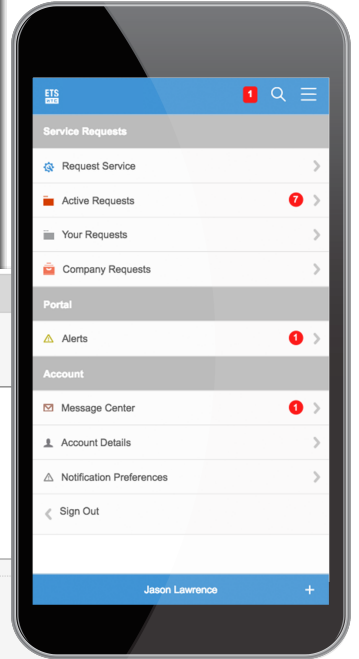 ETS
NYC
1
Service Requests
Request Service
Active Requests 7
Your Requests
Company Requests
Portal
Alerts 1
Account
Message Center 1
Account Details
Notification Preferences
Sign Out
Jason Lawrence +